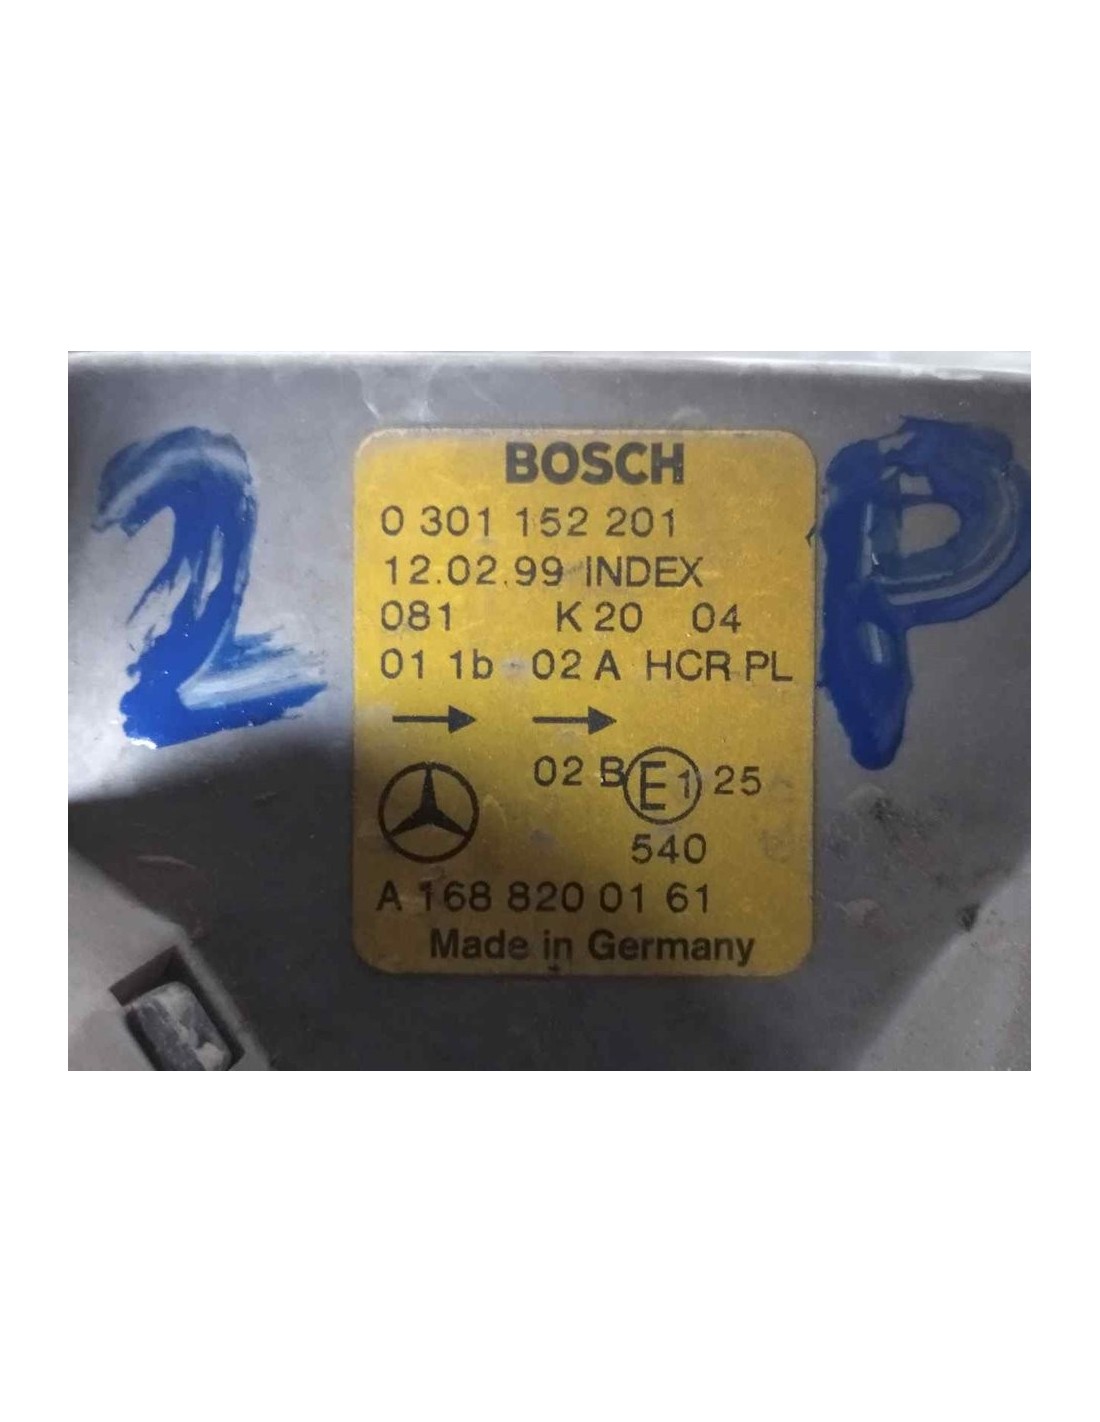 2 P
BOSCH
0 301 152 201
12.02.99 INDEX
081 K 20 04
01 1b 02 A HCR PL
→ →
02 B E1 25
540
A 168 820 01 61
Made in Germany